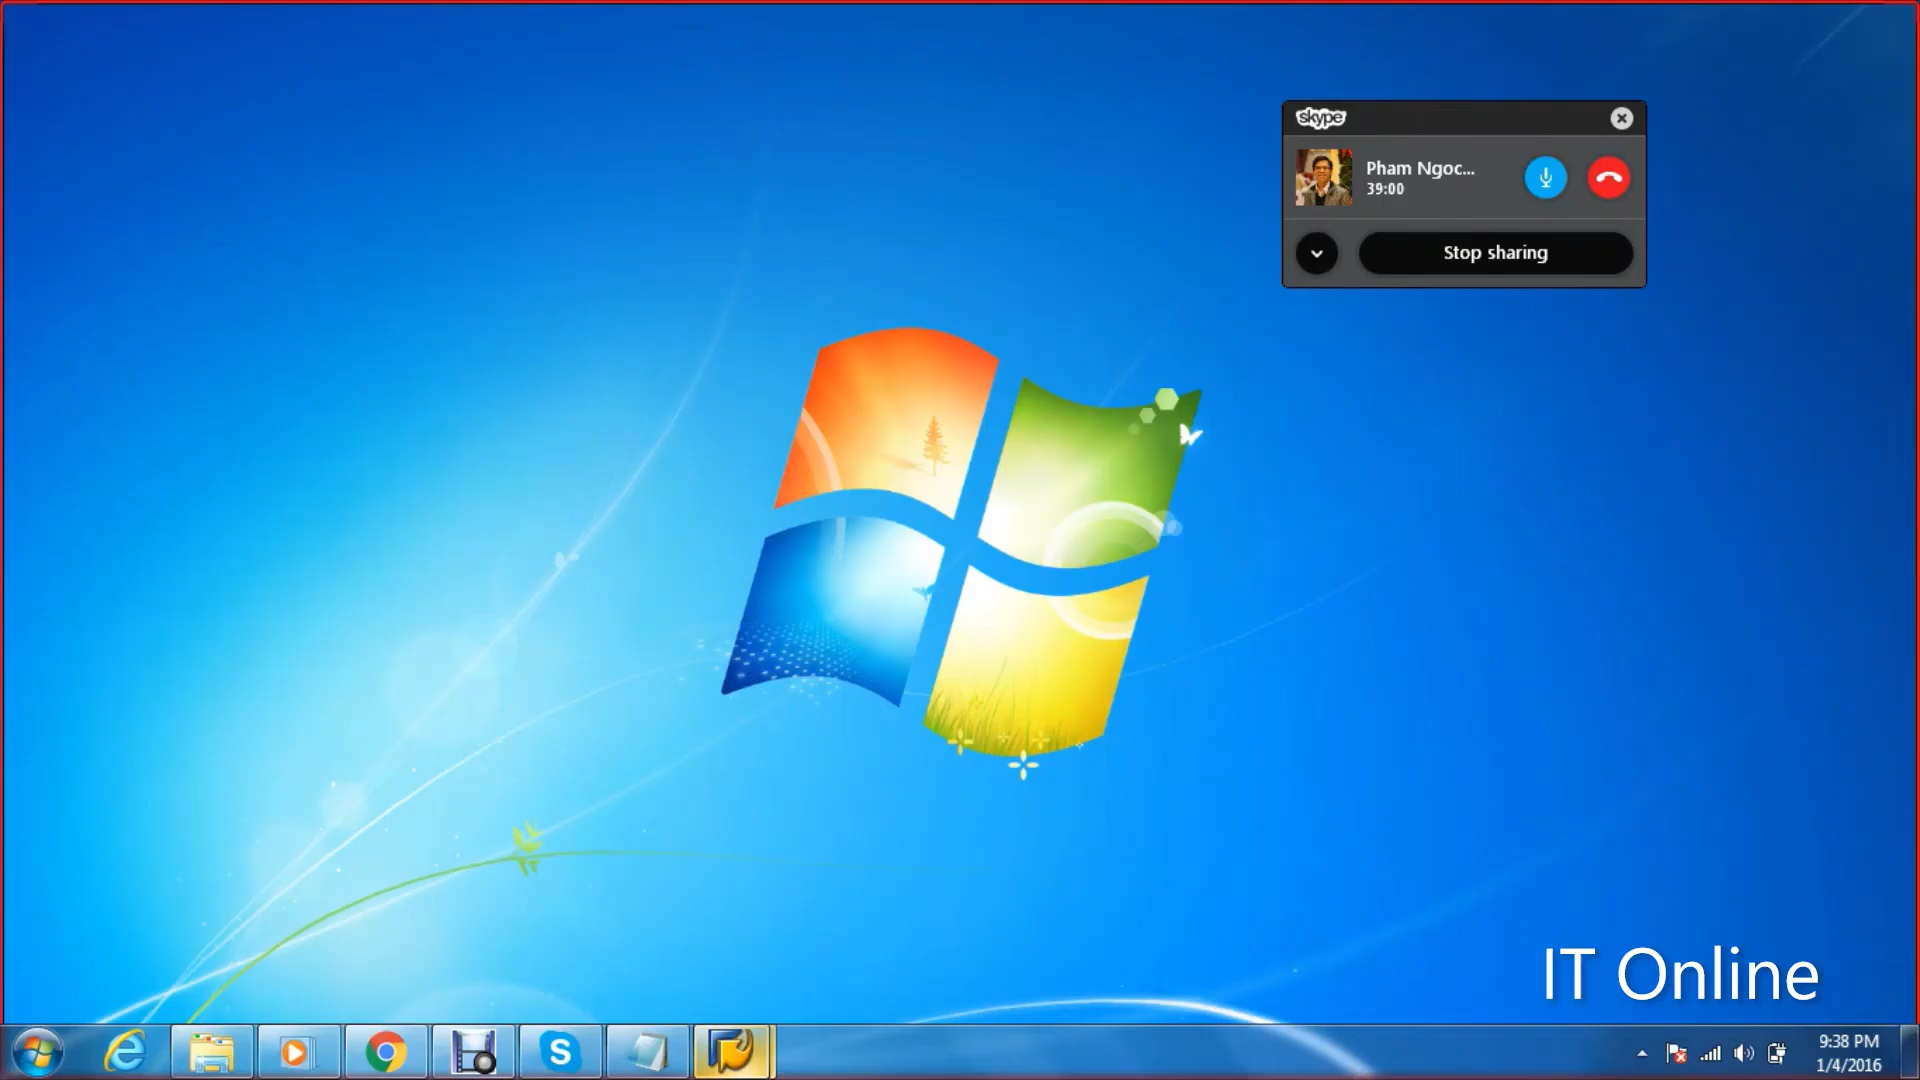 skype
Pham Ngoc...
39:00
Stop sharing
IT Online
9:38 PM
1/4/2016